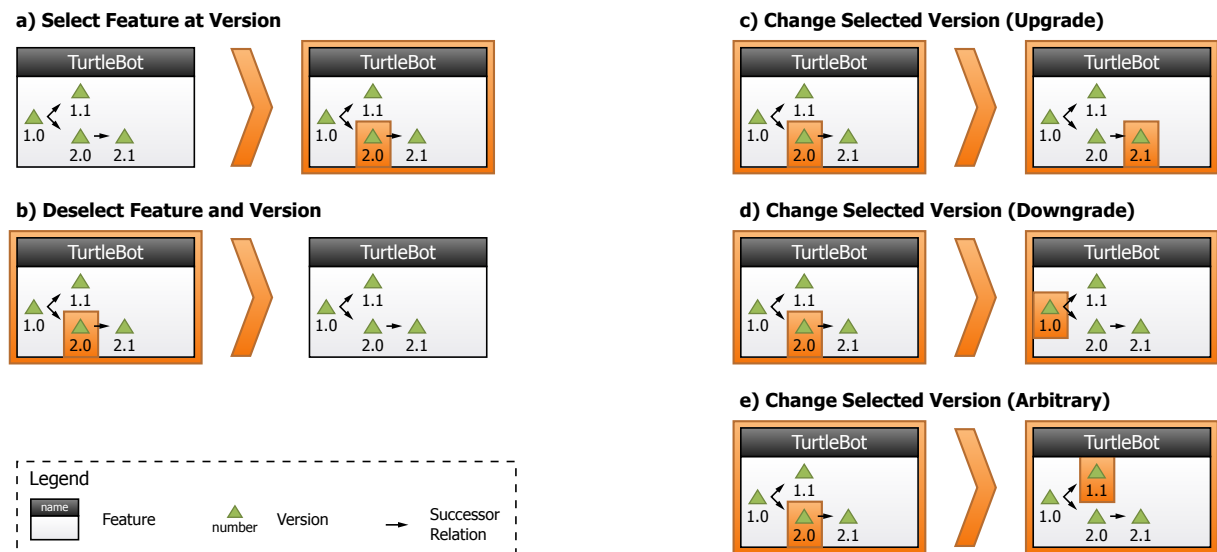 a) Select Feature at Version
TurtleBot
1.0
1.1
2.0
2.1
TurtleBot
1.0
1.1
2.0
2.1
b) Deselect Feature and Version
TurtleBot
1.0
1.1
2.0
2.1
TurtleBot
1.0
1.1
2.0
2.1
Legend
name
Feature
number
Version
Successor
Relation
c) Change Selected Version (Upgrade)
TurtleBot
1.0
1.1
2.0
2.1
TurtleBot
1.0
1.1
2.0
2.1
d) Change Selected Version (Downgrade)
TurtleBot
1.0
1.1
2.0
2.1
TurtleBot
1.0
1.1
2.0
2.1
e) Change Selected Version (Arbitrary)
TurtleBot
1.0
1.1
2.0
2.1
TurtleBot
1.0
1.1
2.0
2.1